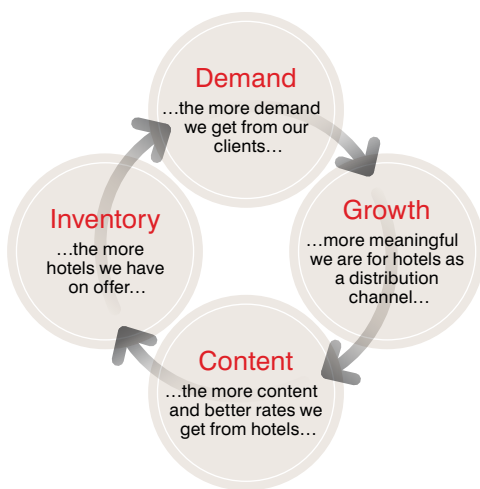 Demand
…the more demand
we get from our
clients…
Growth
…more meaningful
we are for hotels as
a distribution
channel…
Content
…the more content
and better rates we
get from hotels…
Inventory
…the more
hotels we have
on offer…